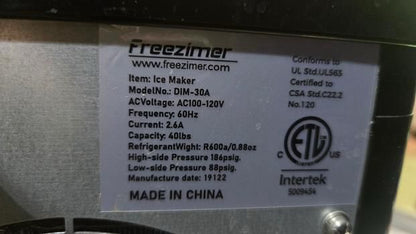 Freezimer
www.freezimer.com
Item: Ice Maker
ModelNo.: DIM-30A
ACVoltage: AC100-120V
Frequency: 60Hz
Current: 2.6A
Capacity: 40lbs
RefrigerantWight: R600a/0.88oz
High-side Pressure 186psig.
Low-side Pressure 88psig.
Manufacture date: 19122
MADE IN CHINA
Conforms to
UL Std.UL563
Certified to
CSA Std.C22.2
No.120
ETL
C US
Intertek
5009454